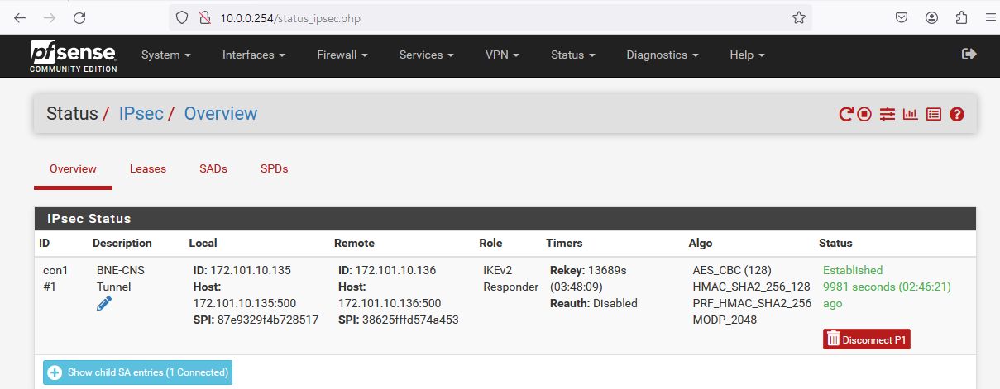 10.0.0.254/status_ipsec.php
pfsense
COMMUNITY EDITION
System
Interfaces
Firewall
Services
VPN
Status
Diagnostics
Help
Status / IPsec / Overview
Overview
Leases
SADs
SPDs
IPsec Status
ID Description Local Remote Role Timers Algo Status
con1
#1
BNE-CNS
Tunnel
ID: 172.101.10.135
Host:
172.101.10.135:500
SPI: 87e9329f4b728517
ID: 172.101.10.136
Host:
172.101.10.136:500
SPI: 38625fffd574a453
IKEv2
Responder
Rekey: 13689s
(03:48:09)
Reauth: Disabled
AES_CBC (128)
HMAC_SHA2_256_128
PRF_HMAC_SHA2_256
MODP_2048
Established
9981 seconds (02:46:21)
ago
Disconnect P1
Show child SA entries (1 Connected)